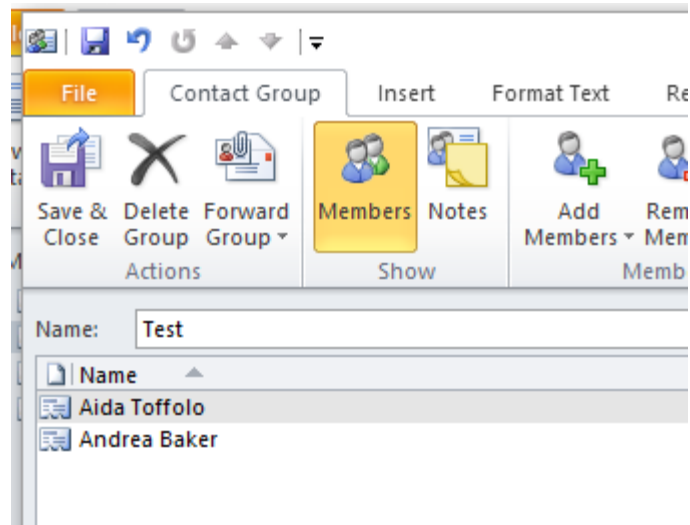 File Contact Group Insert Format Text
Save & Close Delete Group Forward Group Members Notes Add Members
Actions Show
Name: Test
Name
Aida Toffolo
Andrea Baker